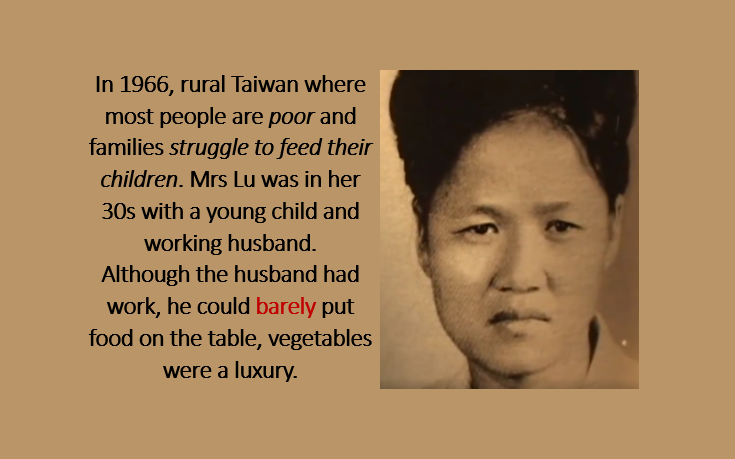 In 1966, rural Taiwan where
most people are poor and
families struggle to feed their
children. Mrs Lu was in her
30s with a young child and
working husband.
Although the husband had
work, he could barely put
food on the table, vegetables
were a luxury.